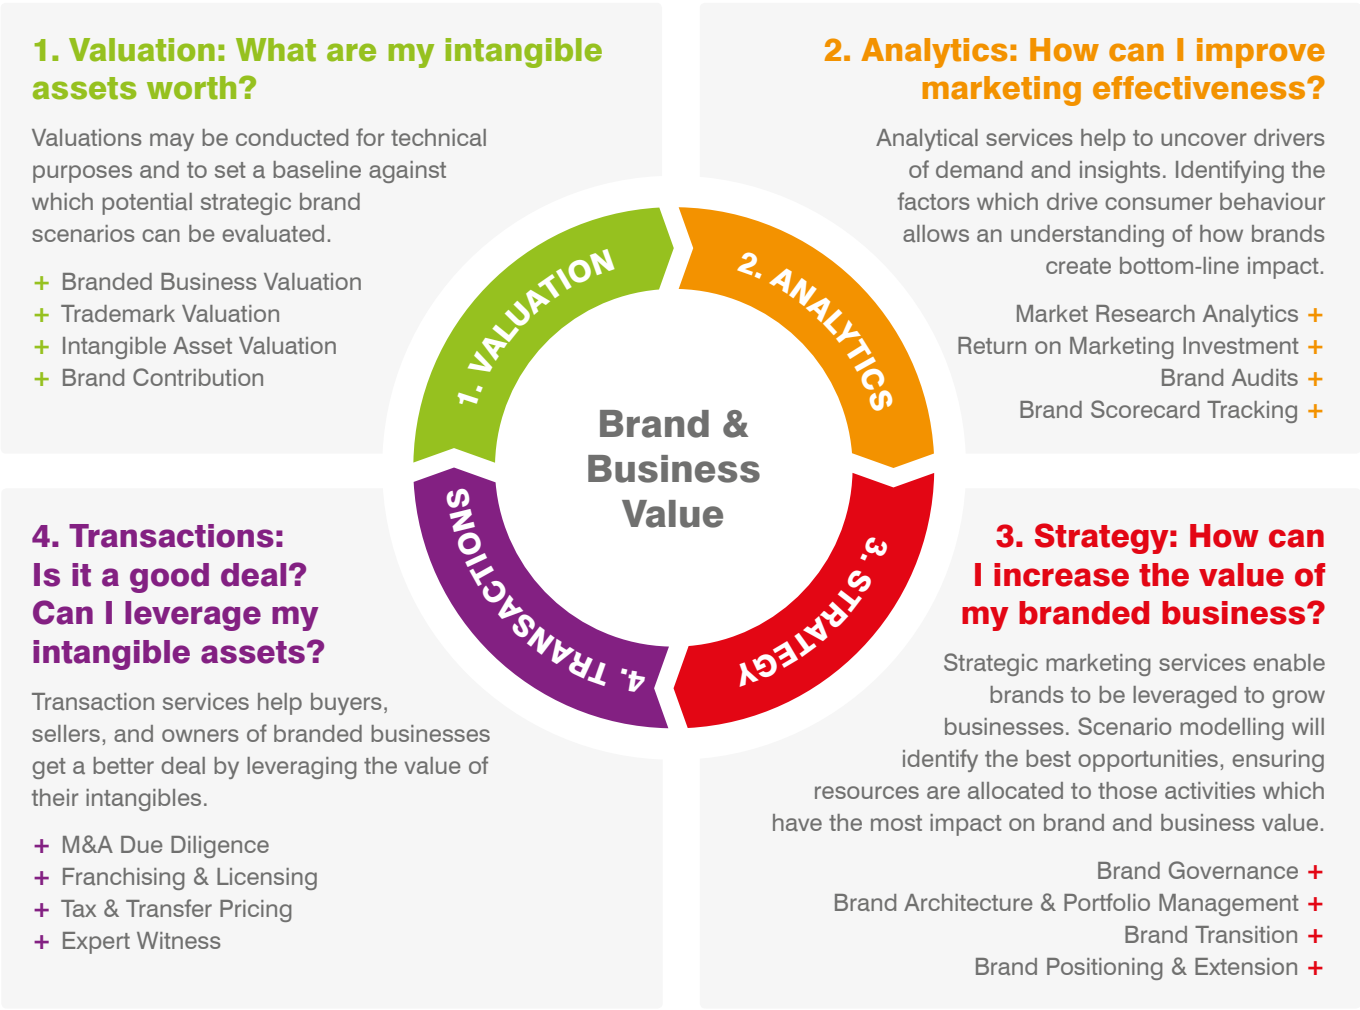 1. Valuation: What are my intangible
assets worth?
Valuations may be conducted for technical
purposes and to set a baseline against
which potential strategic brand
scenarios can be evaluated.
+ Branded Business Valuation
+ Trademark Valuation
+ Intangible Asset Valuation
+ Brand Contribution
2. Analytics: How can I improve
marketing effectiveness?
Analytical services help to uncover drivers
of demand and insights. Identifying the
factors which drive consumer behaviour
allows an understanding of how brands
create bottom-line impact.
Market Research Analytics +
Return on Marketing Investment +
Brand Audits +
Brand Scorecard Tracking +
1. VALUATION
2. ANALYTICS
3. STRATEGY
4. TRANSACTIONS
Brand &
Business
Value
3. Strategy: How can
I increase the value of
my branded business?
Strategic marketing services enable
brands to be leveraged to grow
businesses. Scenario modelling will
identify the best opportunities, ensuring
resources are allocated to those activities which
have the most impact on brand and business value.
Brand Governance +
Brand Architecture & Portfolio Management +
Brand Transition +
Brand Positioning & Extension +
4. Transactions:
Is it a good deal?
Can I leverage my
intangible assets?
Transaction services help buyers,
sellers, and owners of branded businesses
get a better deal by leveraging the value of
their intangibles.
+ M&A Due Diligence
+ Franchising & Licensing
+ Tax & Transfer Pricing
+ Expert Witness